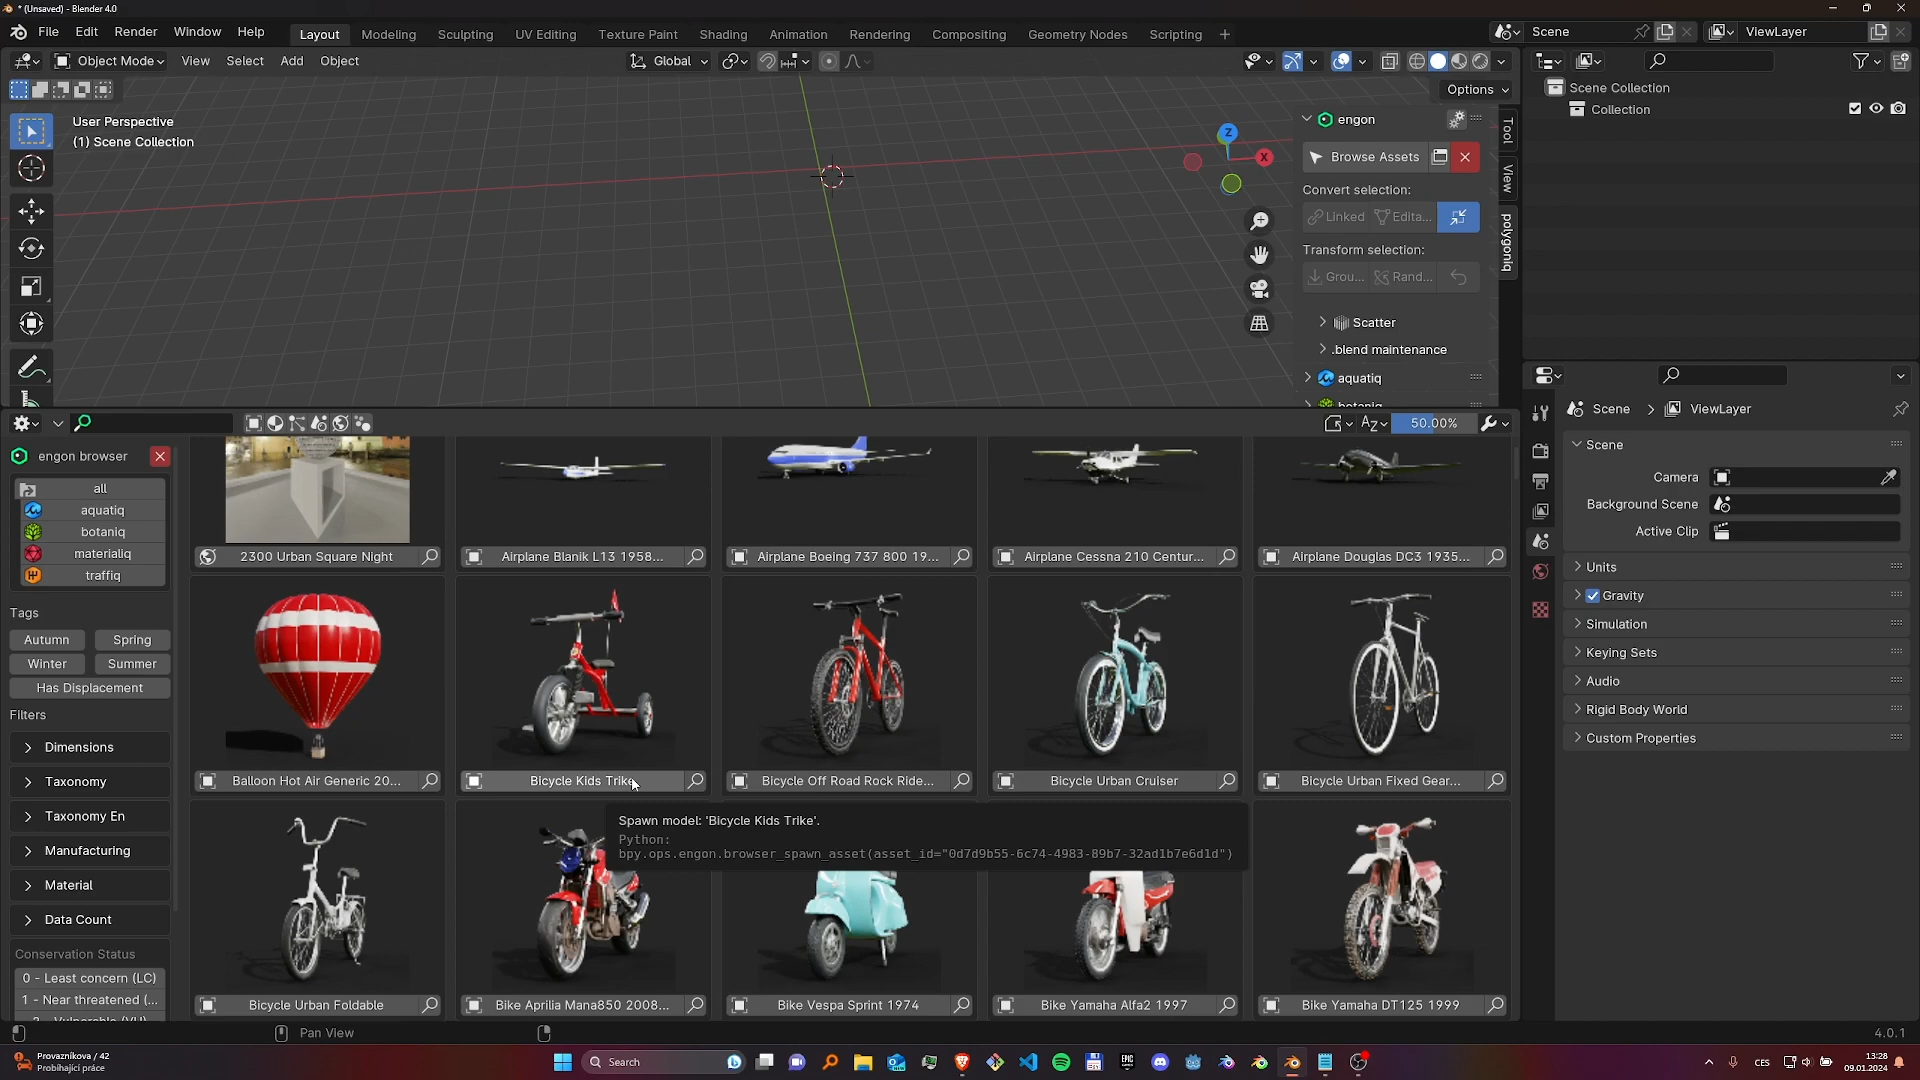 * (Unsaved) - Blender 4.0
File Edit Render Window Help
Layout Modeling Sculpting UV Editing Texture Paint Shading Animation Rendering Compositing Geometry Nodes Scripting +
Scene
ViewLayer
Object Mode View Select Add Object
Global
Options
User Perspective
(1) Scene Collection
Z
X
engon
Browse Assets
Convert selection:
Linked Edita...
Transform selection:
Grou... Rand...
Scatter
.blend maintenance
aquatiq
Tool
View
polygoniq
Scene Collection
Collection
50.00%
engon browser
all
aquatiq
botaniq
materialiq
traffiq
Tags
Autumn Spring
Winter Summer
Has Displacement
Filters
Dimensions
Taxonomy
Taxonomy En
Manufacturing
Material
Data Count
Conservation Status
0 - Least concern (LC)
1 - Near threatened (...
2300 Urban Square Night
Airplane Blanik L13 1958...
Airplane Boeing 737 800 19...
Airplane Cessna 210 Centur...
Airplane Douglas DC3 1935...
Balloon Hot Air Generic 20...
Bicycle Kids Trike
Bicycle Off Road Rock Ride...
Bicycle Urban Cruiser
Bicycle Urban Fixed Gear...
Spawn model: 'Bicycle Kids Trike'.
Python:
bpy.ops.engon.browser_spawn_asset(asset_id="0d7d9b55-6c74-4983-89b7-32ad1b7e6d1d")
Bicycle Urban Foldable
Bike Aprilia Mana850 2008...
Bike Vespa Sprint 1974
Bike Yamaha Alfa2 1997
Bike Yamaha DT125 1999
Scene ViewLayer
Scene
Camera
Background Scene
Active Clip
Units
Gravity
Simulation
Keying Sets
Audio
Rigid Body World
Custom Properties
Pan View
4.0.1
Provazníkova / 42
Probíhající práce
Search
CES
13:28
09.01.2024